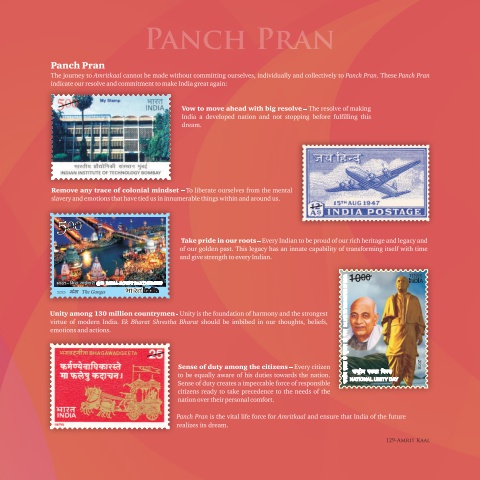 PANCH PRAN
Panch Pran
The journey to Amritkaal cannot be made without committing ourselves, individually and collectively to Panch Pran. These Panch Pran
indicate our resolve and commitment to make India great again:
My Stamp
भारत
INDIA
भारतीय प्रौद्योगिकी संस्थान मुंबई
INDIAN INSTITUTE OF TECHNOLOGY BOMBAY
Vow to move ahead with big resolve – The resolve of making
India a developed nation and not stopping before fulfilling this
dream.
जय हिन्द
15TH AUG 1947
INDIA POSTAGE
Remove any trace of colonial mindset – To liberate ourselves from the mental
slavery and emotions that have tied us in innumerable things within and around us.
5.00
The Ganges
भारत India
Take pride in our roots – Every Indian to be proud of our rich heritage and legacy and
of our golden past. This legacy has an innate capability of transforming itself with time
and give strength to every Indian.
1000
भारत
INDIA
राष्ट्रीय एकता दिवस
NATIONAL UNITY DAY
Unity among 130 million countrymen - Unity is the foundation of harmony and the strongest
virtue of modern India. Ek Bharat Shrestha Bharat should be imbibed in our thoughts, beliefs,
emotions and actions.
भगवद्गीता BHAGAWADGEETA 25
कर्मण्येवाधिकारस्ते
मा फलेषु कदाचन।
भारत
INDIA
Sense of duty among the citizens – Every citizen
to be equally aware of his duties towards the nation.
Sense of duty creates a impeccable force of responsible
citizens ready to take precedence to the needs of the
nation over their personal comfort.
Panch Pran is the vital life force for Amritkaal and ensure that India of the future
realizes its dream.
129-AMRIT KAAL